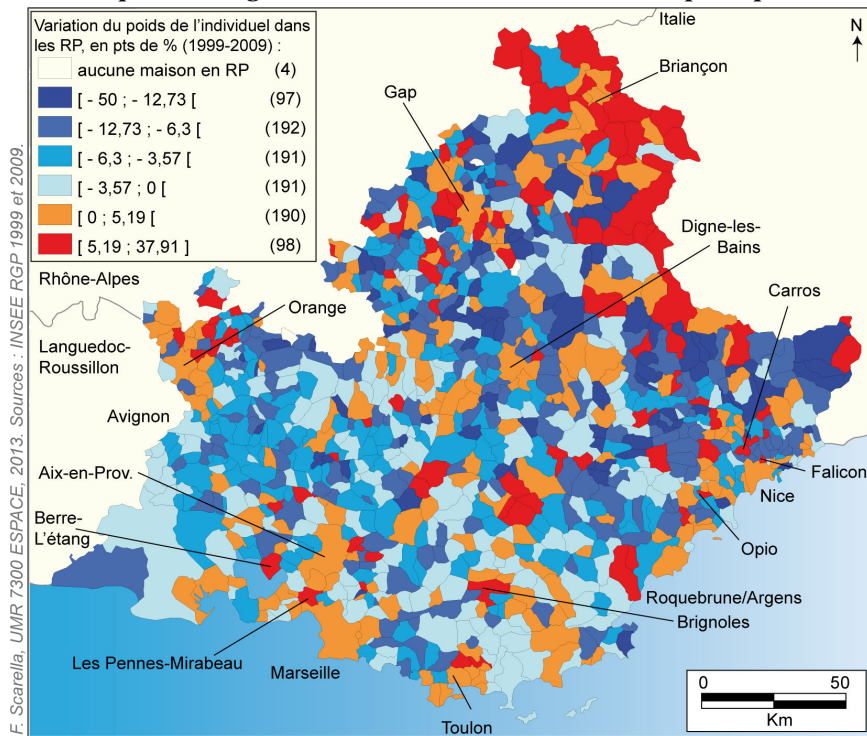 Italie
Variation du poids de l'individuel dans
les RP, en pts de % (1999-2009) :
aucune maison en RP (4)
[ - 50 ; - 12,73 [ (97)
[ - 12,73 ; - 6,3 [ (192)
[ - 6,3 ; - 3,57 [ (191)
[ - 3,57 ; 0 [ (191)
[ 0 ; 5,19 [ (190)
[ 5,19 ; 37,91 ] (98)
N
Briançon
Gap
Digne-les-
Bains
Rhône-Alpes
Orange
Carros
Languedoc-
Roussillon
Avignon
Aix-en-Prov.
Falicon
Nice
Berre-
L'étang
Opio
Roquebrune/Argens
Brignoles
Les Pennes-Mirabeau
Marseille
Toulon
0 50
Km
F. Scarella, UMR 7300 ESPACE, 2013. Sources : INSEE RGP 1999 et 2009.